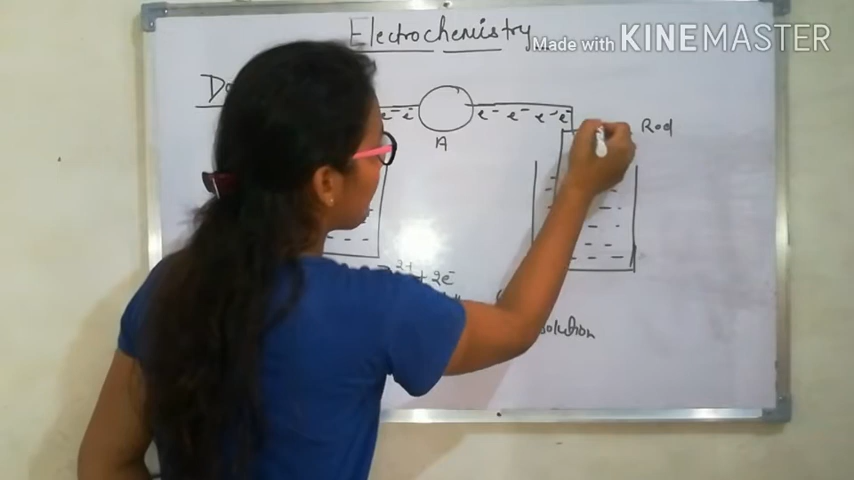 Electrochemistry
Made with KINEMASTER
e⁻ e⁻ e⁻ e⁻
A
Rod
2+ + 2e⁻
Solution